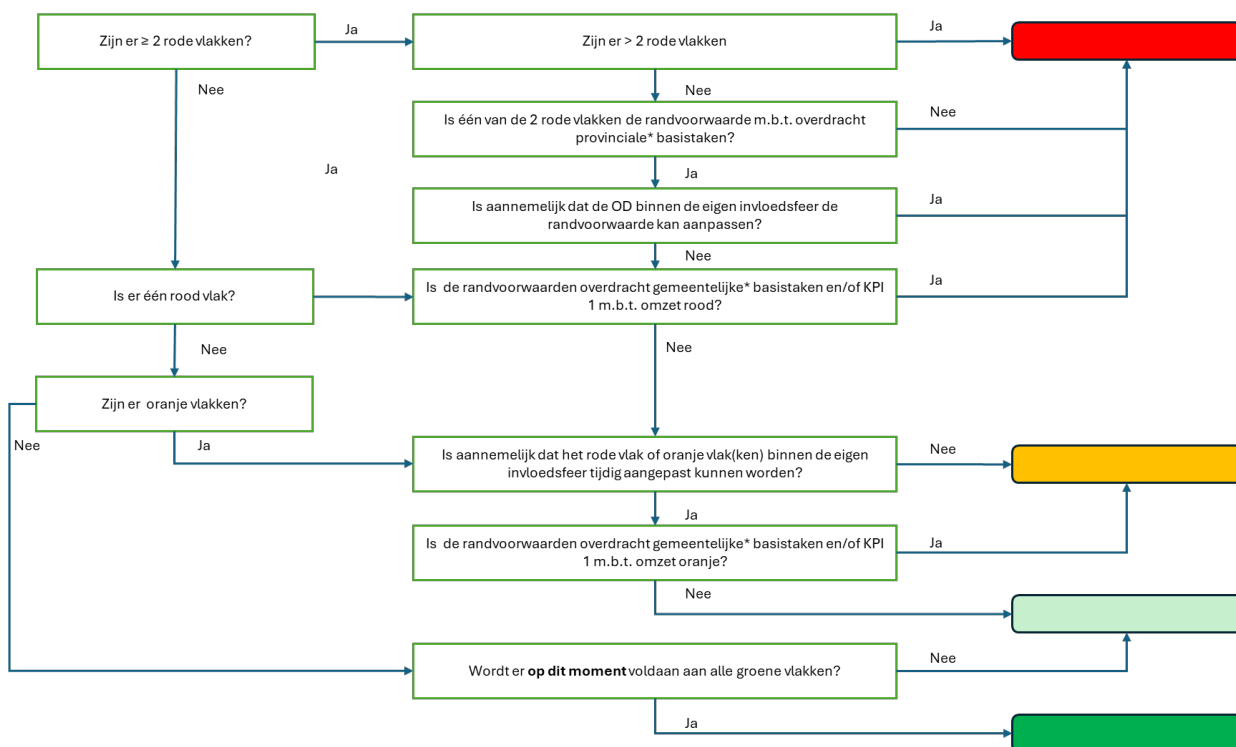 Zijn er ≥ 2 rode vlakken?
Ja
Zijn er > 2 rode vlakken
Ja
Nee
Nee
Is één van de 2 rode vlakken de randvoorwaarde m.b.t. overdracht
provinciale* basistaken?
Nee
Ja
Ja
Is aannemelijk dat de OD binnen de eigen invloedsfeer de
randvoorwaarde kan aanpassen?
Ja
Nee
Is er één rood vlak?
Is  de randvoorwaarden overdracht gemeentelijke* basistaken en/of KPI
1 m.b.t. omzet rood?
Ja
Nee
Nee
Zijn er  oranje vlakken?
Nee
Ja
Is aannemelijk dat het rode vlak of oranje vlak(ken) binnen de eigen
invloedsfeer tijdig aangepast kunnen worden?
Nee
Ja
Is  de randvoorwaarden overdracht gemeentelijke* basistaken en/of KPI
1 m.b.t. omzet oranje?
Ja
Nee
Wordt er op dit moment voldaan aan alle groene vlakken?
Nee
Ja